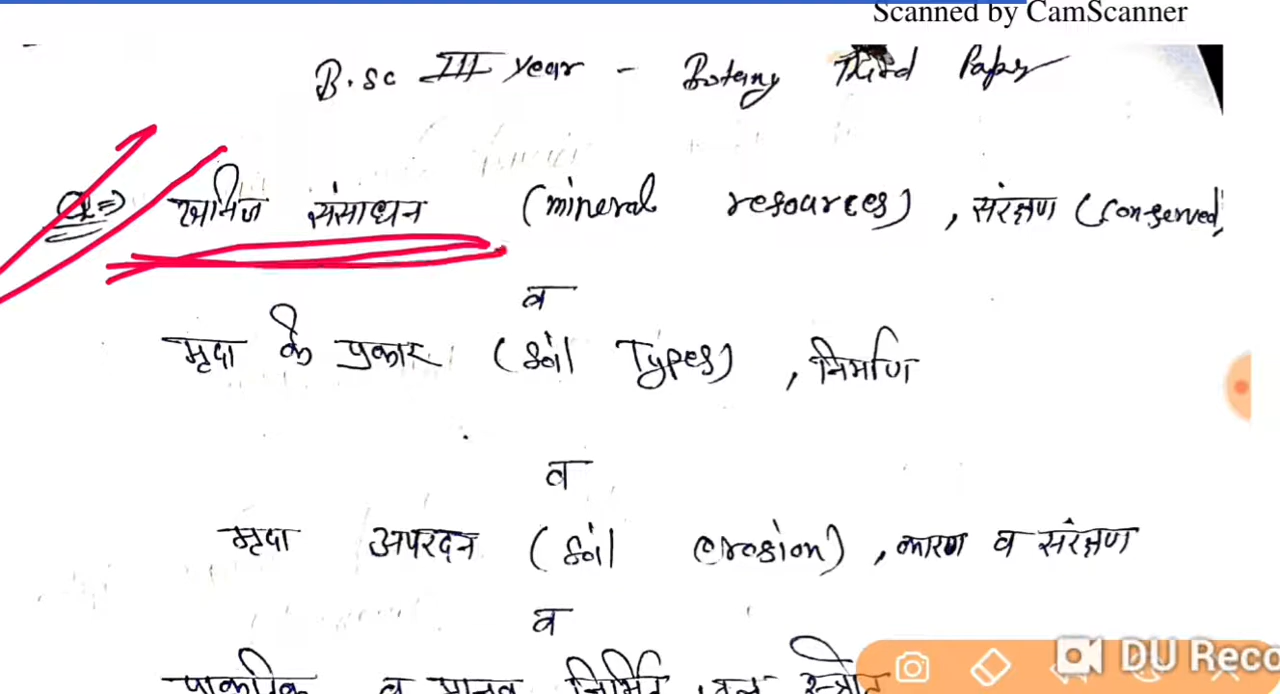 Scanned by CamScanner
B.sc III year - Botany Third Paper
Q⇒ खनिज संसाधन (mineral resources), संरक्षण (conserved,
व
मृदा के प्रकार (Soil Types), निर्माण
व
मृदा अपरदन (Soil erosion), कारण व संरक्षण
व
प्राकृतिक व मानव निर्मित स्त्रोत
DU Reco